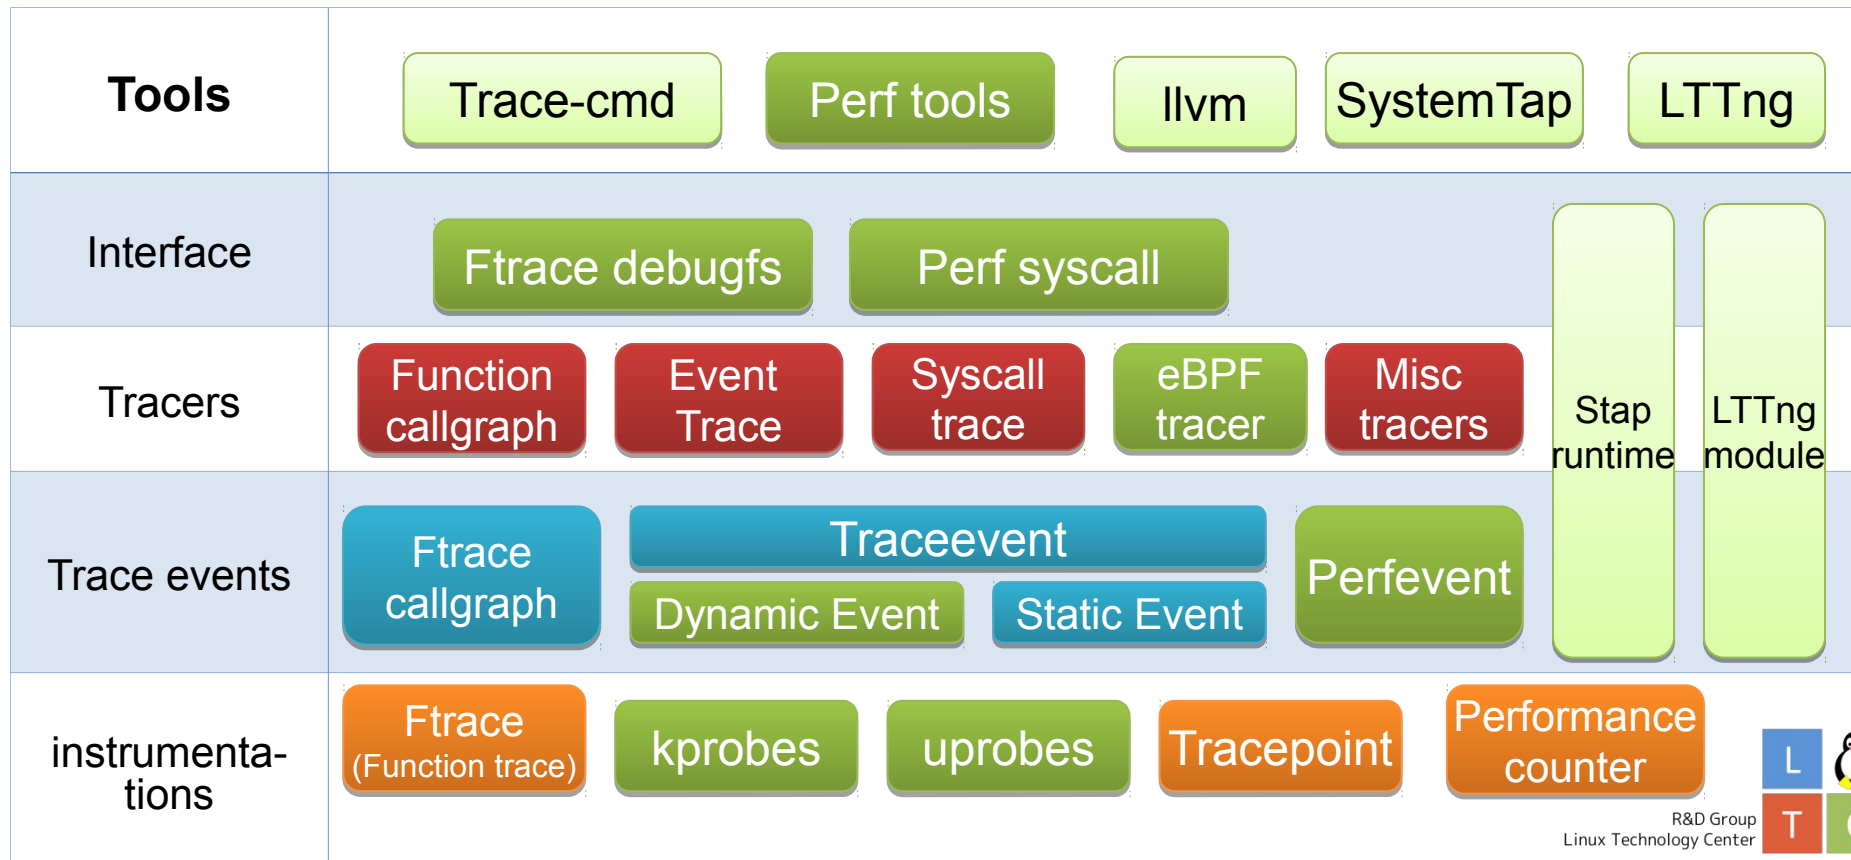 Tools
Trace-cmd
Perf tools
llvm
SystemTap
LTTng
Interface
Ftrace debugfs
Perf syscall
Tracers
Function
callgraph
Event
Trace
Syscall
trace
eBPF
tracer
Misc
tracers
Stap
runtime
LTTng
module
Trace events
Ftrace
callgraph
Traceevent
Dynamic Event
Static Event
Perfevent
instrumenta-
tions
Ftrace
(Function trace)
kprobes
uprobes
Tracepoint
Performance
counter
L
R&D Group
Linux Technology Center
T